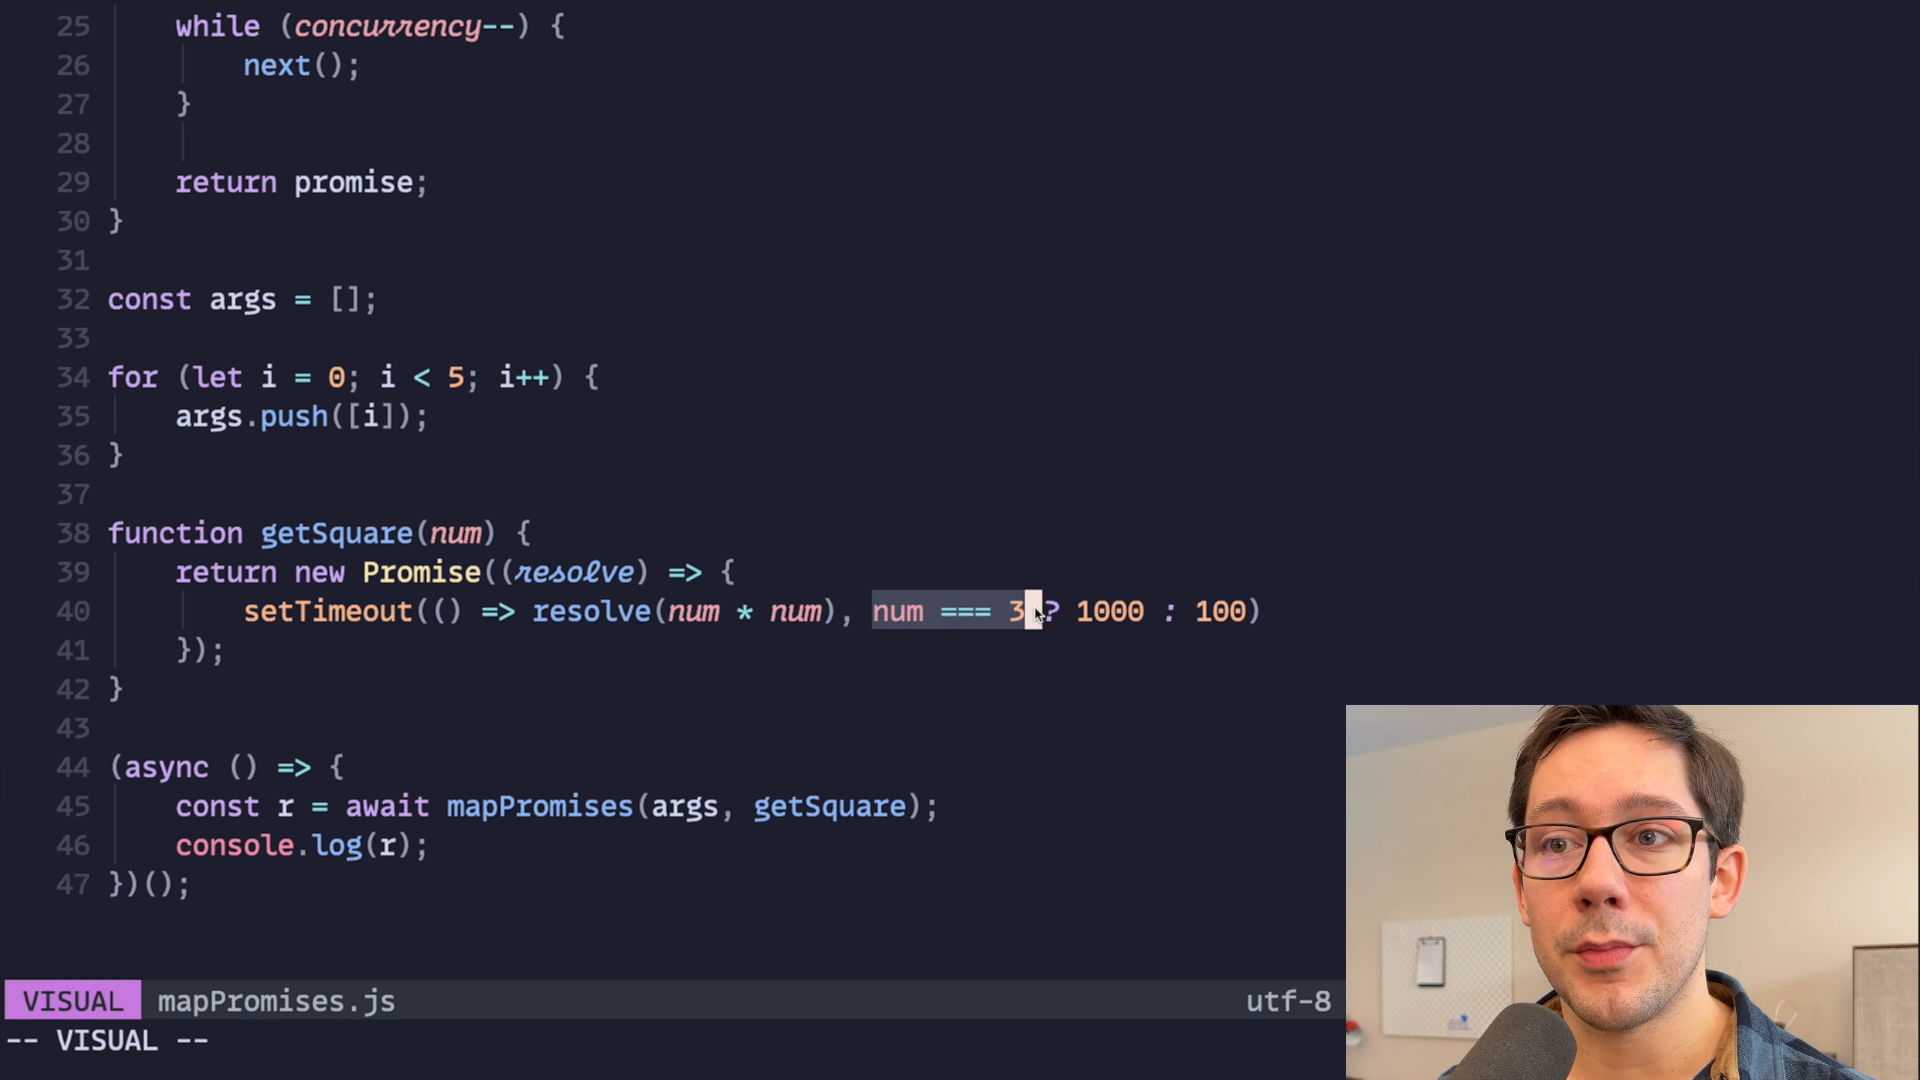 25 while (concurrency--) {
26 next();
27 }
28
29 return promise;
30 }
31
32 const args = [];
33
34 for (let i = 0; i < 5; i++) {
35 args.push([i]);
36 }
37
38 function getSquare(num) {
39 return new Promise((resolve) => {
40 setTimeout(() => resolve(num * num), num === 3 ? 1000 : 100)
41 });
42 }
43
44 (async () => {
45 const r = await mapPromises(args, getSquare);
46 console.log(r);
47 })();
VISUAL mapPromises.js utf-8
-- VISUAL --